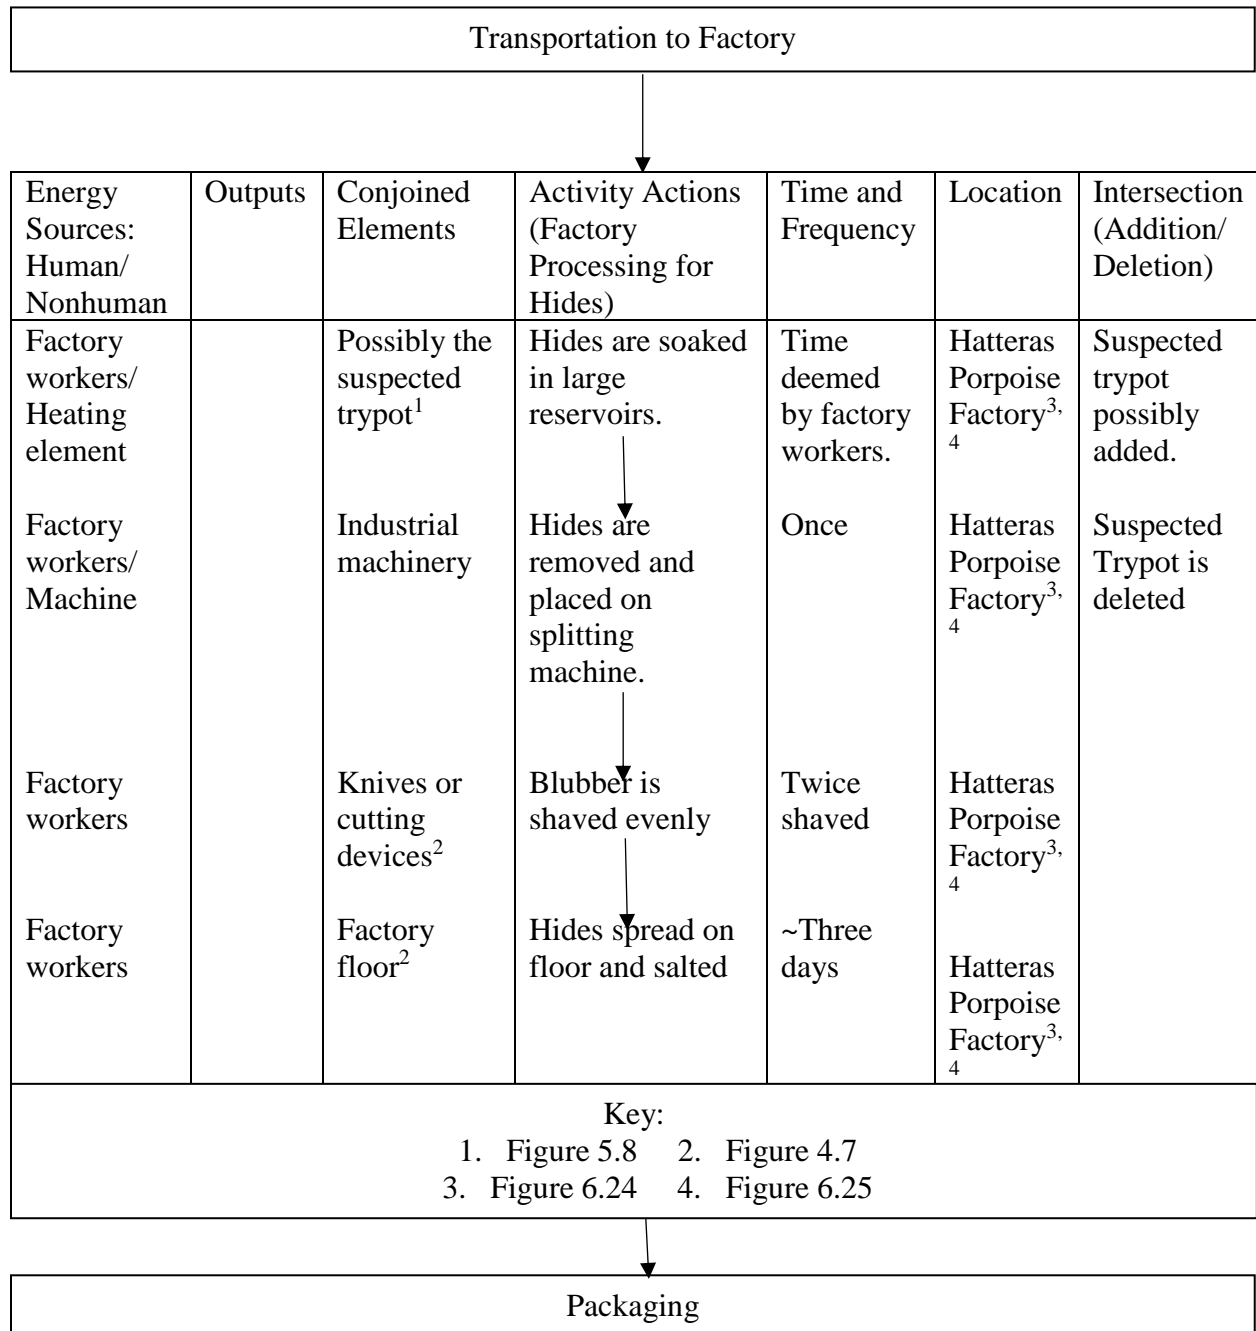 Transportation to Factory
Energy
Sources:
Human/
Nonhuman
Outputs
Conjoined
Elements
Activity Actions
(Factory
Processing for
Hides)
Time and
Frequency
Location
Intersection
(Addition/
Deletion)
Factory
workers/
Heating
element
Possibly the
suspected
trypot1
Hides are soaked
in large
reservoirs.
Time
deemed
by factory
workers.
Hatteras
Porpoise
Factory3,
4
Suspected
trypot
possibly
added.
Factory
workers/
Machine
Industrial
machinery
Hides are
removed and
placed on
splitting
machine.
Once
Hatteras
Porpoise
Factory3,
4
Suspected
Trypot is
deleted
Factory
workers
Knives or
cutting
devices2
Blubber is
shaved evenly
Twice
shaved
Hatteras
Porpoise
Factory3,
4
Factory
workers
Factory
floor2
Hides spread on
floor and salted
~Three
days
Hatteras
Porpoise
Factory3,
4
Key:
1. Figure 5.8 2. Figure 4.7
3. Figure 6.24 4. Figure 6.25
Packaging